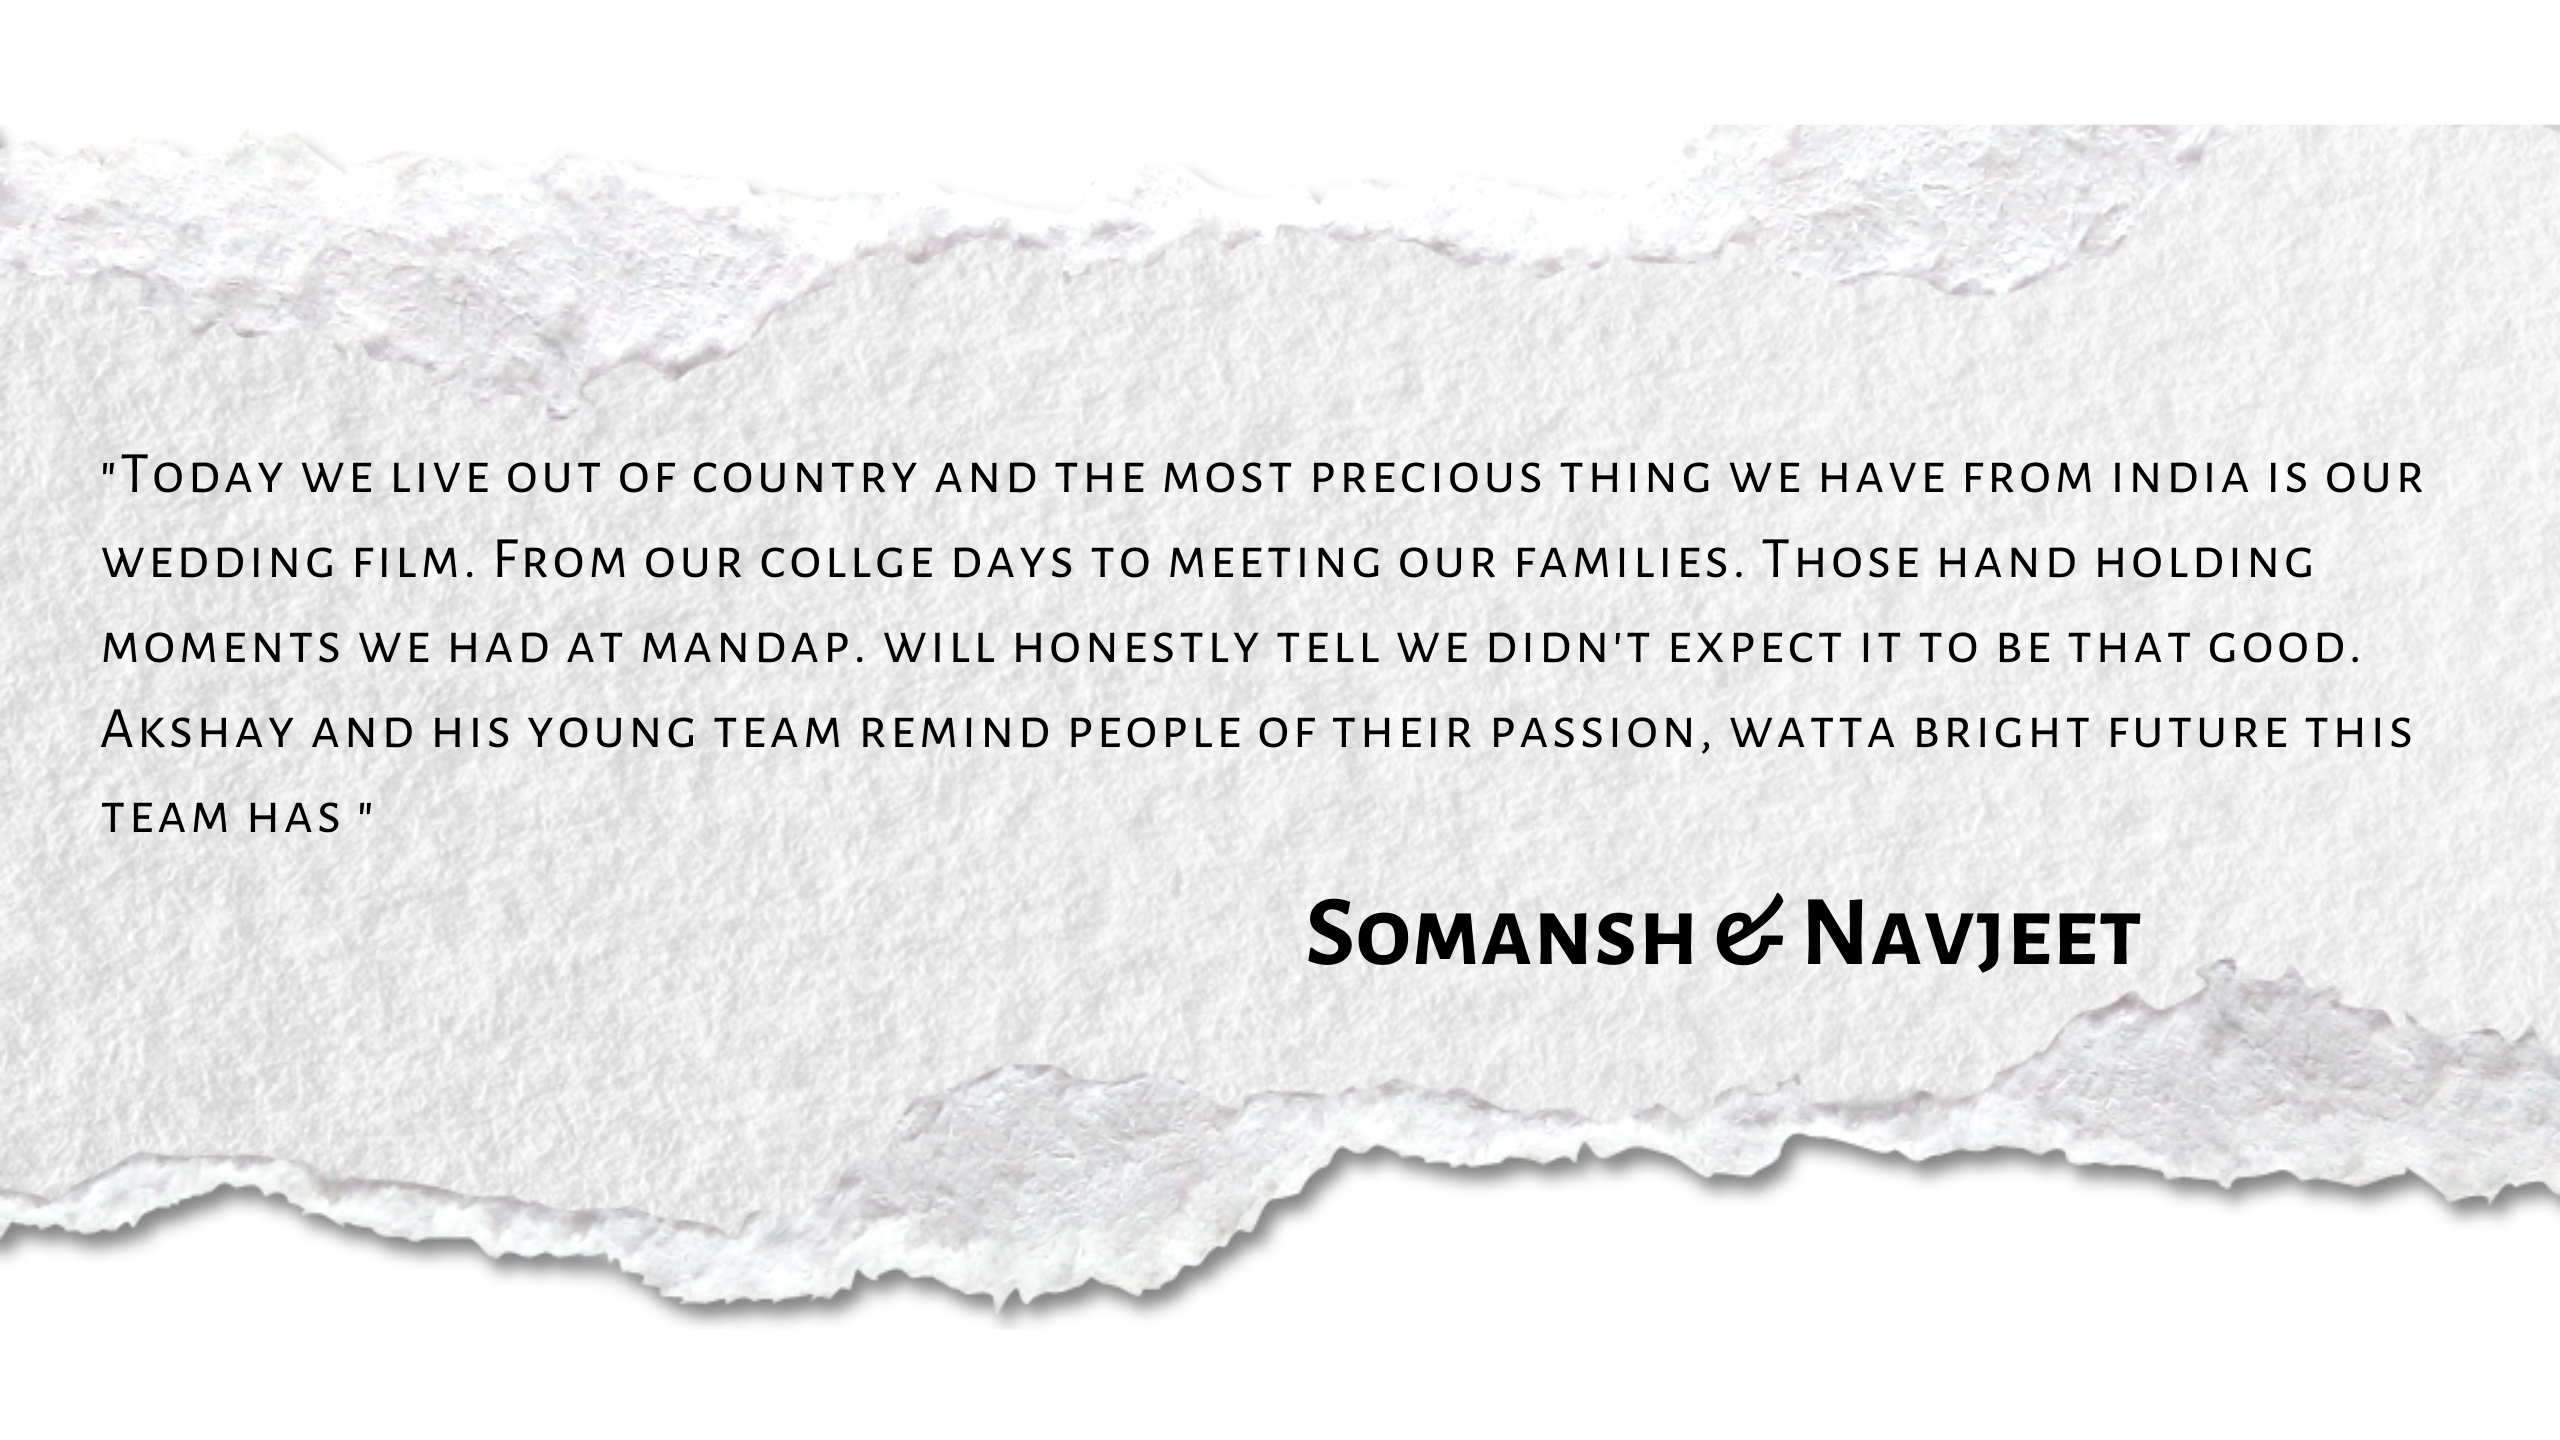 "Today we live out of country and the most precious thing we have from india is our
wedding film. From our collge days to meeting our families. Those hand holding
moments we had at mandap. will honestly tell we didn't expect it to be that good.
Akshay and his young team remind people of their passion, watta bright future this
team has "
Somansh & Navjeet